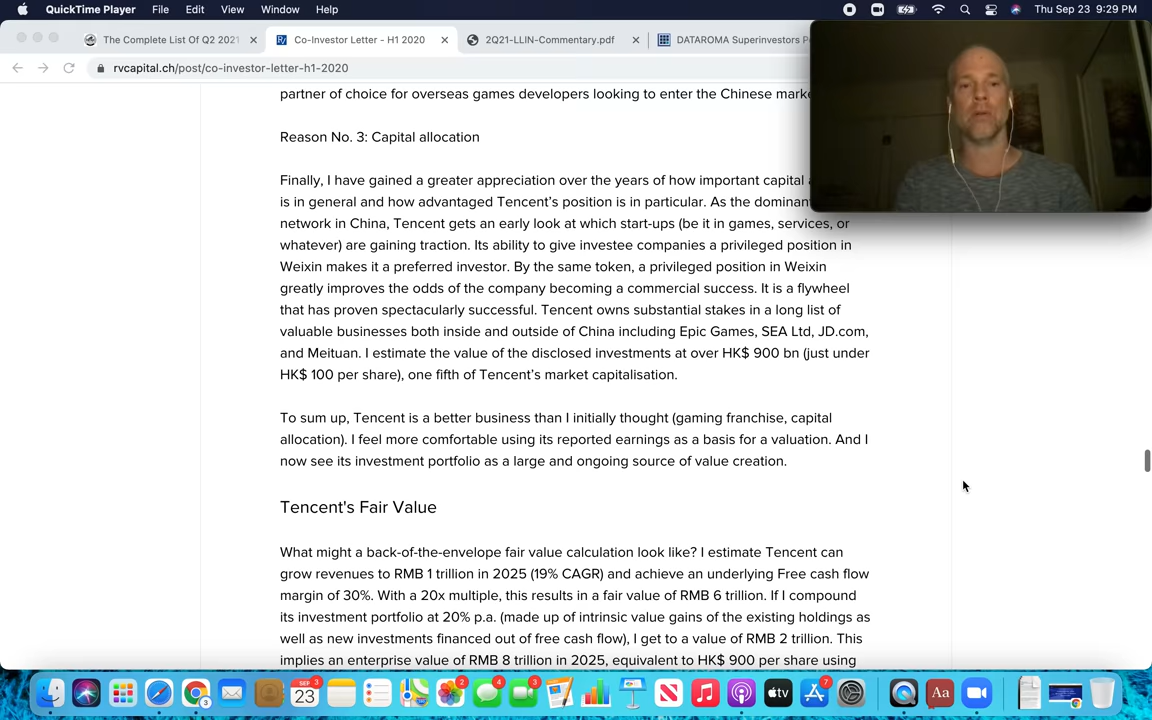 QuickTime Player File Edit View Window Help Thu Sep 23 9:29 PM
The Complete List Of Q2 2021 Co-Investor Letter - H1 2020 2Q21-LLIN-Commentary.pdf DATAROMA Superinvestors
rvcapital.ch/post/co-investor-letter-h1-2020
partner of choice for overseas games developers looking to enter the Chinese
Reason No. 3: Capital allocation
Finally, I have gained a greater appreciation over the years of how important capital
is in general and how advantaged Tencent's position is in particular. As the dominant
network in China, Tencent gets an early look at which start-ups (be it in games, services, or
whatever) are gaining traction. Its ability to give investee companies a privileged position in
Weixin makes it a preferred investor. By the same token, a privileged position in Weixin
greatly improves the odds of the company becoming a commercial success. It is a flywheel
that has proven spectacularly successful. Tencent owns substantial stakes in a long list of
valuable businesses both inside and outside of China including Epic Games, SEA Ltd, JD.com,
and Meituan. I estimate the value of the disclosed investments at over HK$ 900 bn (just under
HK$ 100 per share), one fifth of Tencent's market capitalisation.
To sum up, Tencent is a better business than I initially thought (gaming franchise, capital
allocation). I feel more comfortable using its reported earnings as a basis for a valuation. And I
now see its investment portfolio as a large and ongoing source of value creation.
Tencent's Fair Value
What might a back-of-the-envelope fair value calculation look like? I estimate Tencent can
grow revenues to RMB 1 trillion in 2025 (19% CAGR) and achieve an underlying Free cash flow
margin of 30%. With a 20x multiple, this results in a fair value of RMB 6 trillion. If I compound
its investment portfolio at 20% p.a. (made up of intrinsic value gains of the existing holdings as
well as new investments financed out of free cash flow), I get to a value of RMB 2 trillion. This
implies an enterprise value of RMB 8 trillion in 2025, equivalent to HK$ 900 per share using
SEP 3 2 4 3 tv 7
23 3 Aa